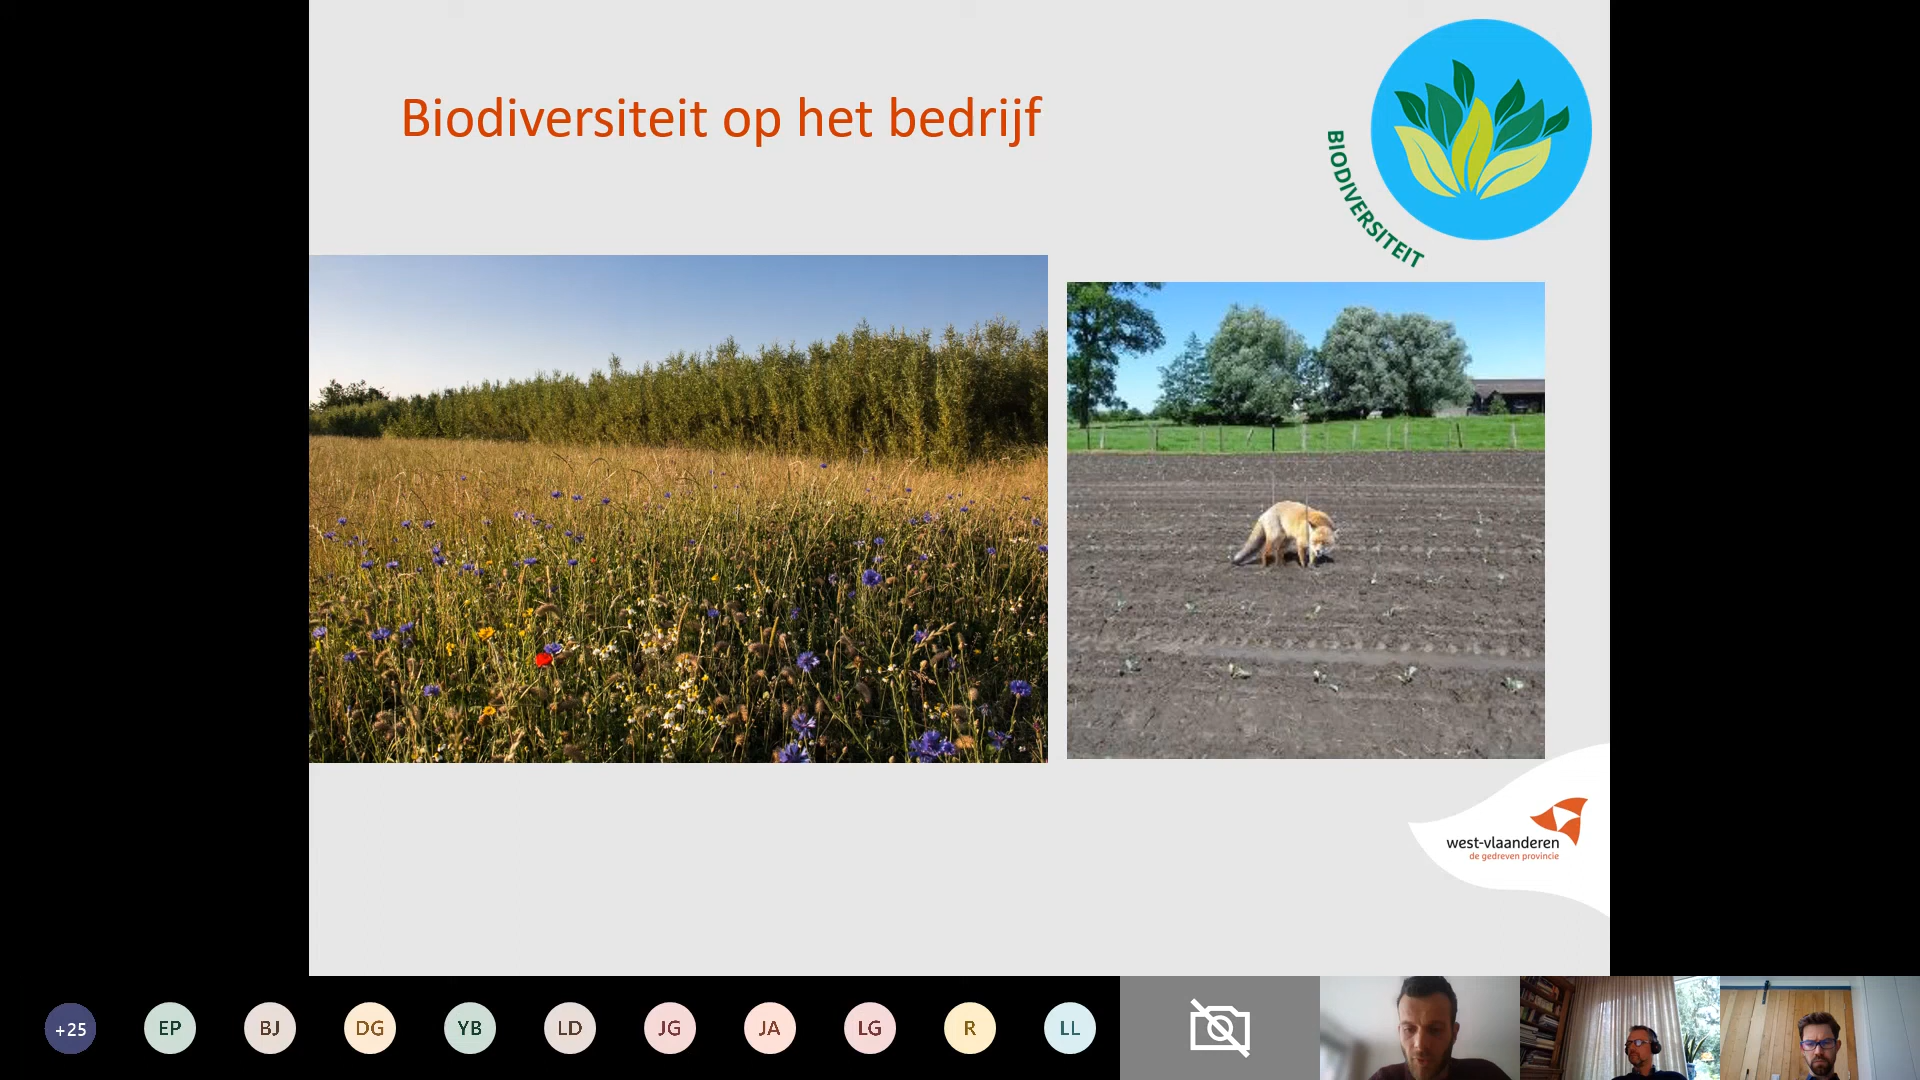 Biodiversiteit op het bedrijf
BIODIVERSITEIT
west-vlaanderen
de gedreven provincie
+25
EP
BJ
DG
YB
LD
JG
JA
LG
R
LL